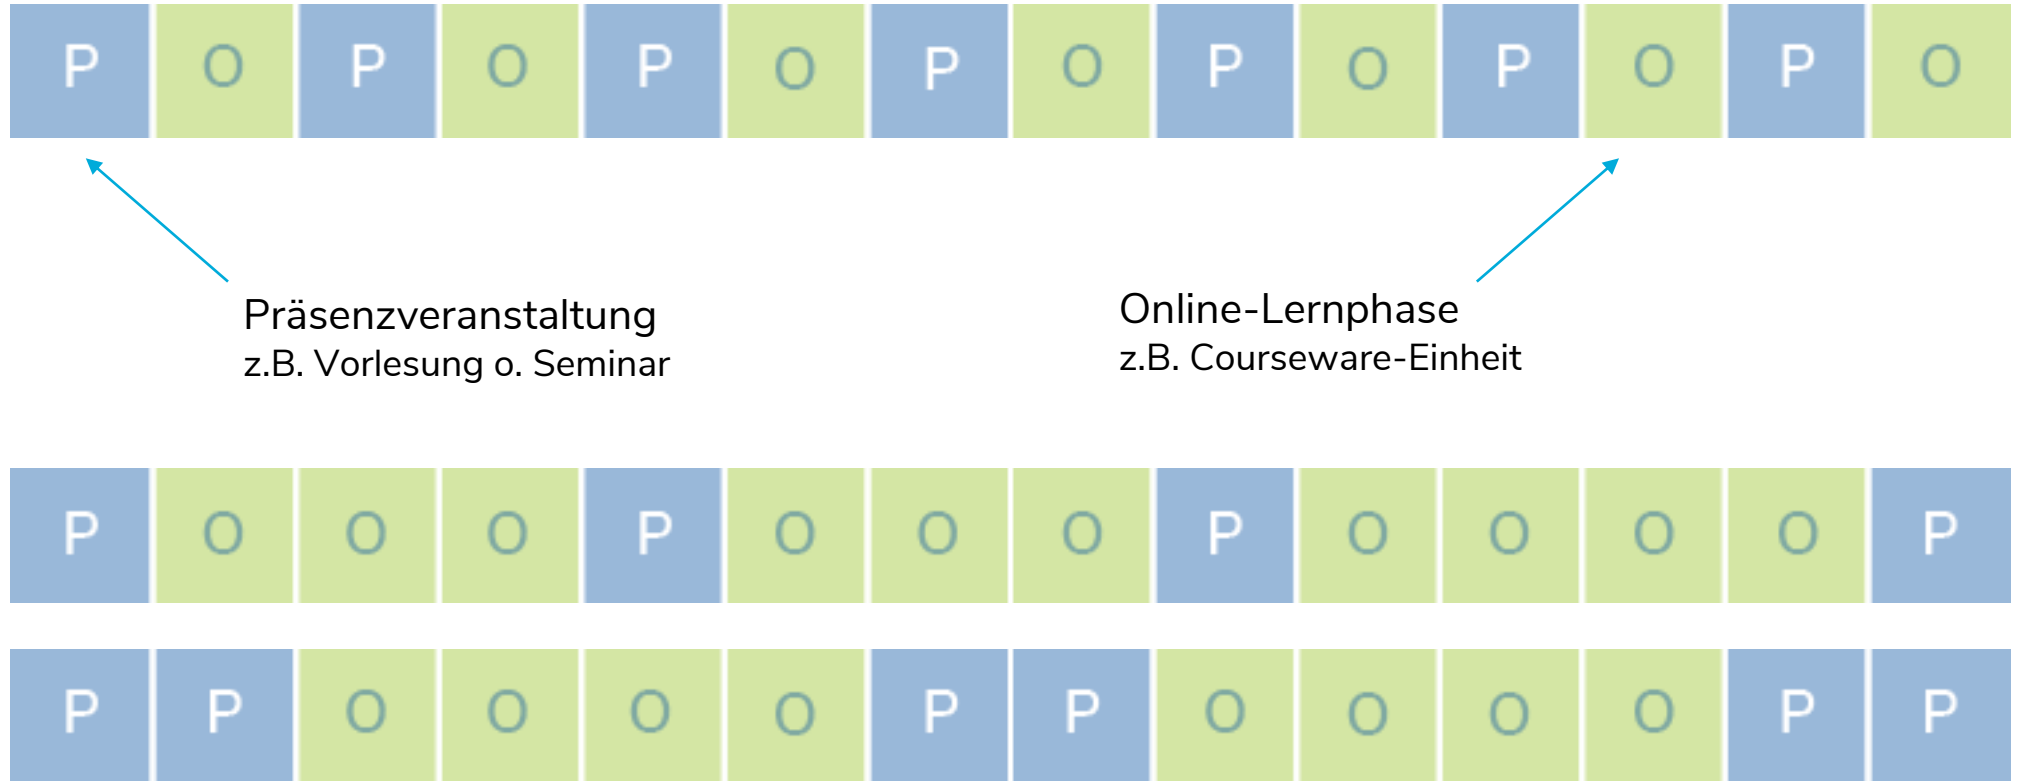 P O P O P O P O P O P O P O
Präsenzveranstaltung
z.B. Vorlesung o. Seminar
Online-Lernphase
z.B. Courseware-Einheit
P O O O P O O O P O O O O P
P P O O O O P P O O O O P P